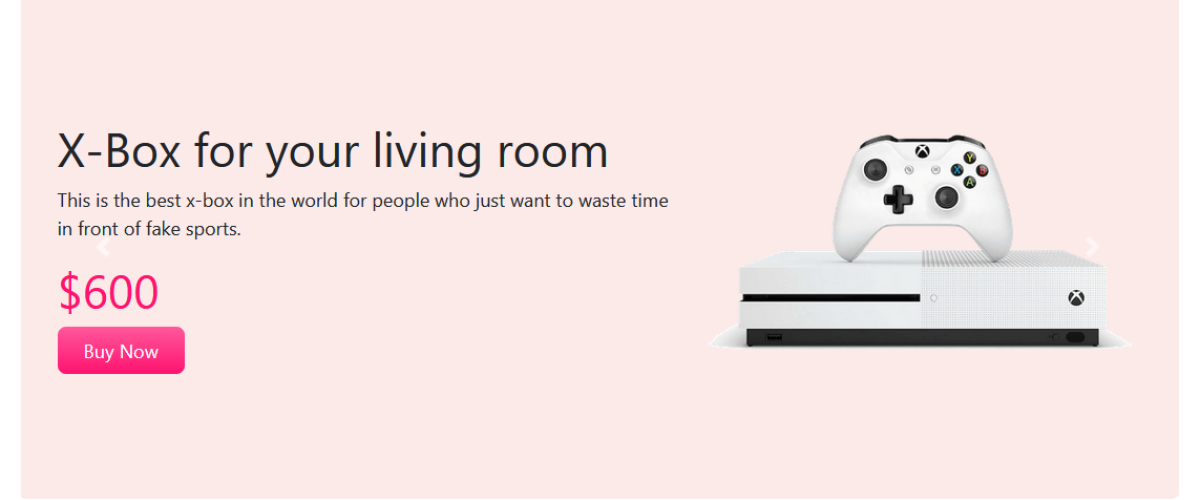 X-Box for your living room
This is the best x-box in the world for people who just want to waste time
in front of fake sports.
$600
Buy Now
Y
X
B
A